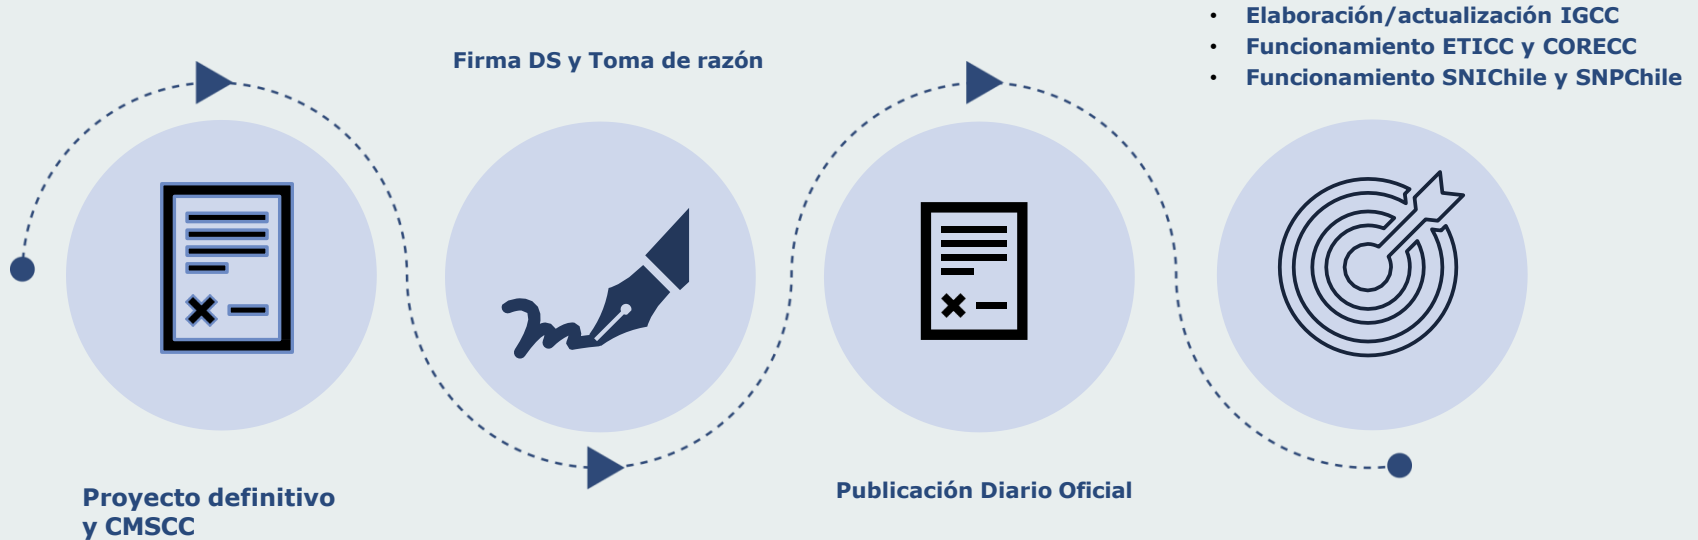 Proyecto definitivo
y CMSCC
Firma DS y Toma de razón
Publicación Diario Oficial
• Elaboración/actualización IGCC
• Funcionamiento ETICC y CORECC
• Funcionamiento SNIChile y SNPChile